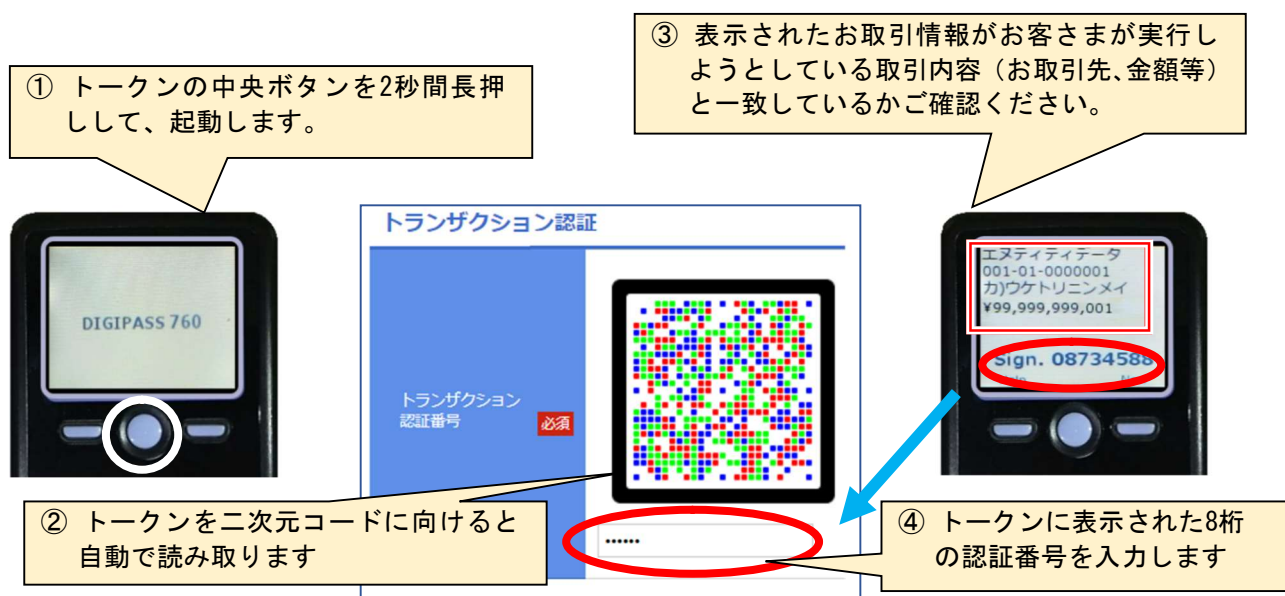 ① トークンの中央ボタンを2秒間長押
しして、起動します。
③ 表示されたお取引情報がお客さまが実行し
ようとしている取引内容（お取引先、金額等）
と一致しているかご確認ください。
DIGIPASS 760
トランザクション認証
トランザクション
認証番号
必須
エヌティティデータ
001-01-0000001
カ)ウケトリニンメイ
¥99,999,999,001
Sign. 08734588
② トークンを二次元コードに向けると
自動で読み取ります
④ トークンに表示された8桁
の認証番号を入力します